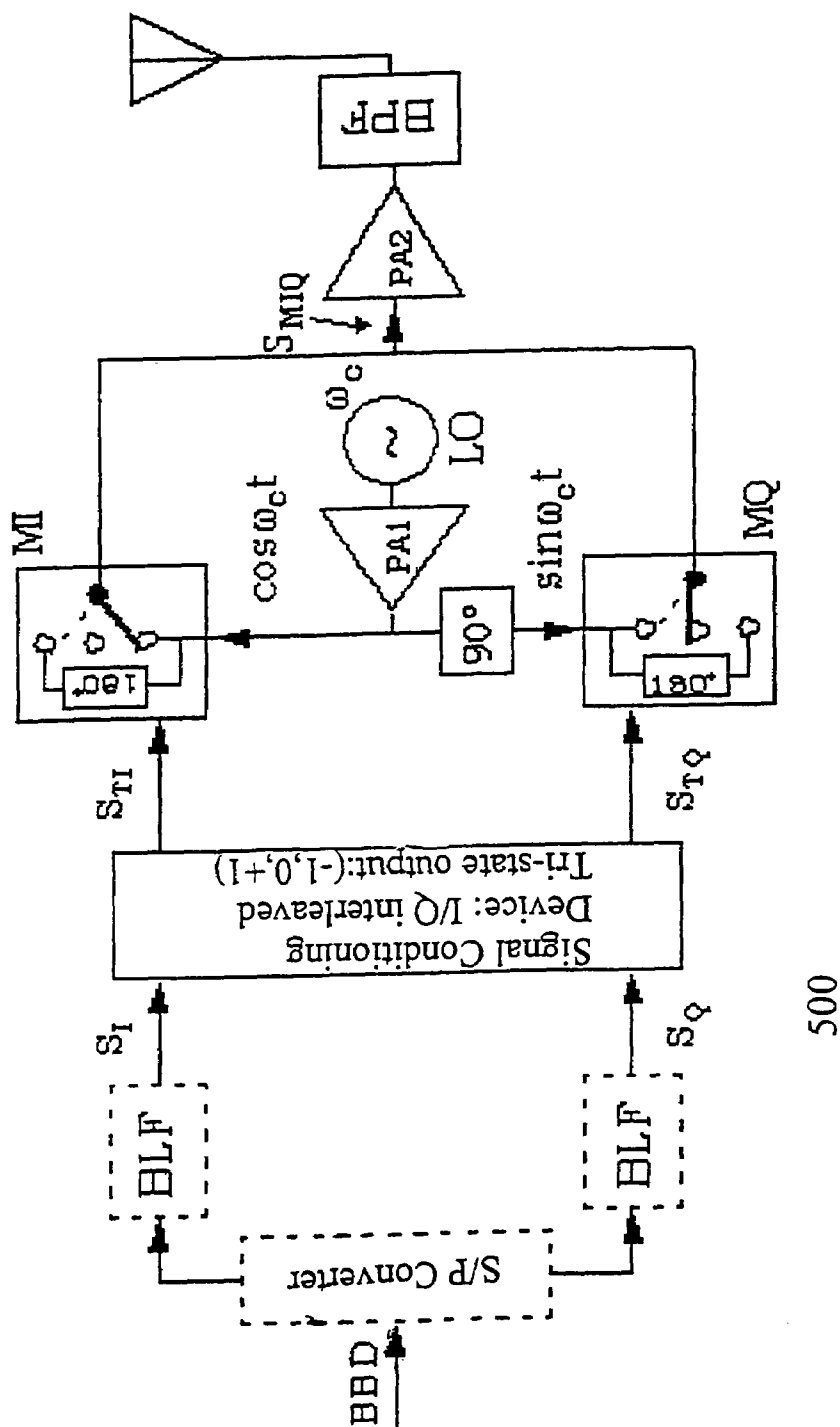 BBD
S/P Converter
BLF
BLF
S_I
S_Q
Signal Conditioning
Device: I/Q interleaved
Tri-state output:(-1,0,+1)
S_TI
S_TQ
MI
180°
cosω_ct
PA1
LO
~
ω_c
90°
sinω_ct
MQ
180°
S_MIQ
PA2
BPF
500